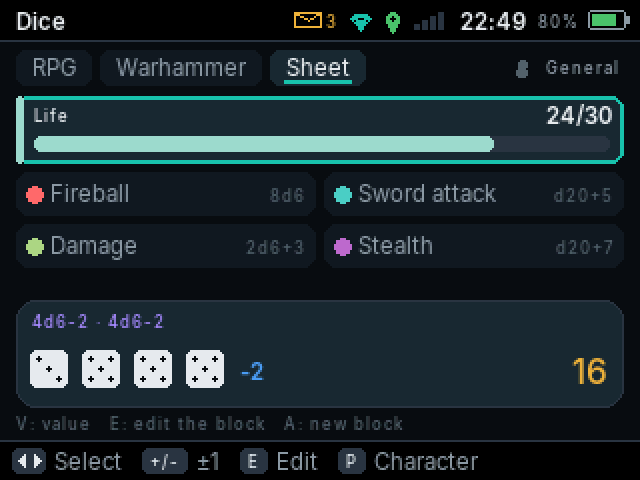 Dice 3 22:49 80%
RPG Warhammer Sheet General
Life 24/30
Fireball 8d6 Sword attack d20+5
Damage 2d6+3 Stealth d20+7
4d6-2 · 4d6-2
-2 16
V: value E: edit the block A: new block
Select +/- ±1 E Edit P Character